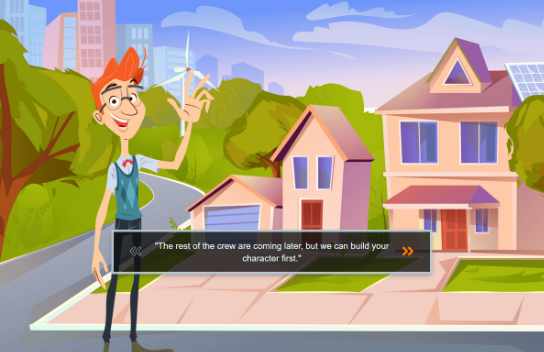 "The rest of the crew are coming later, but we can build your
character first."